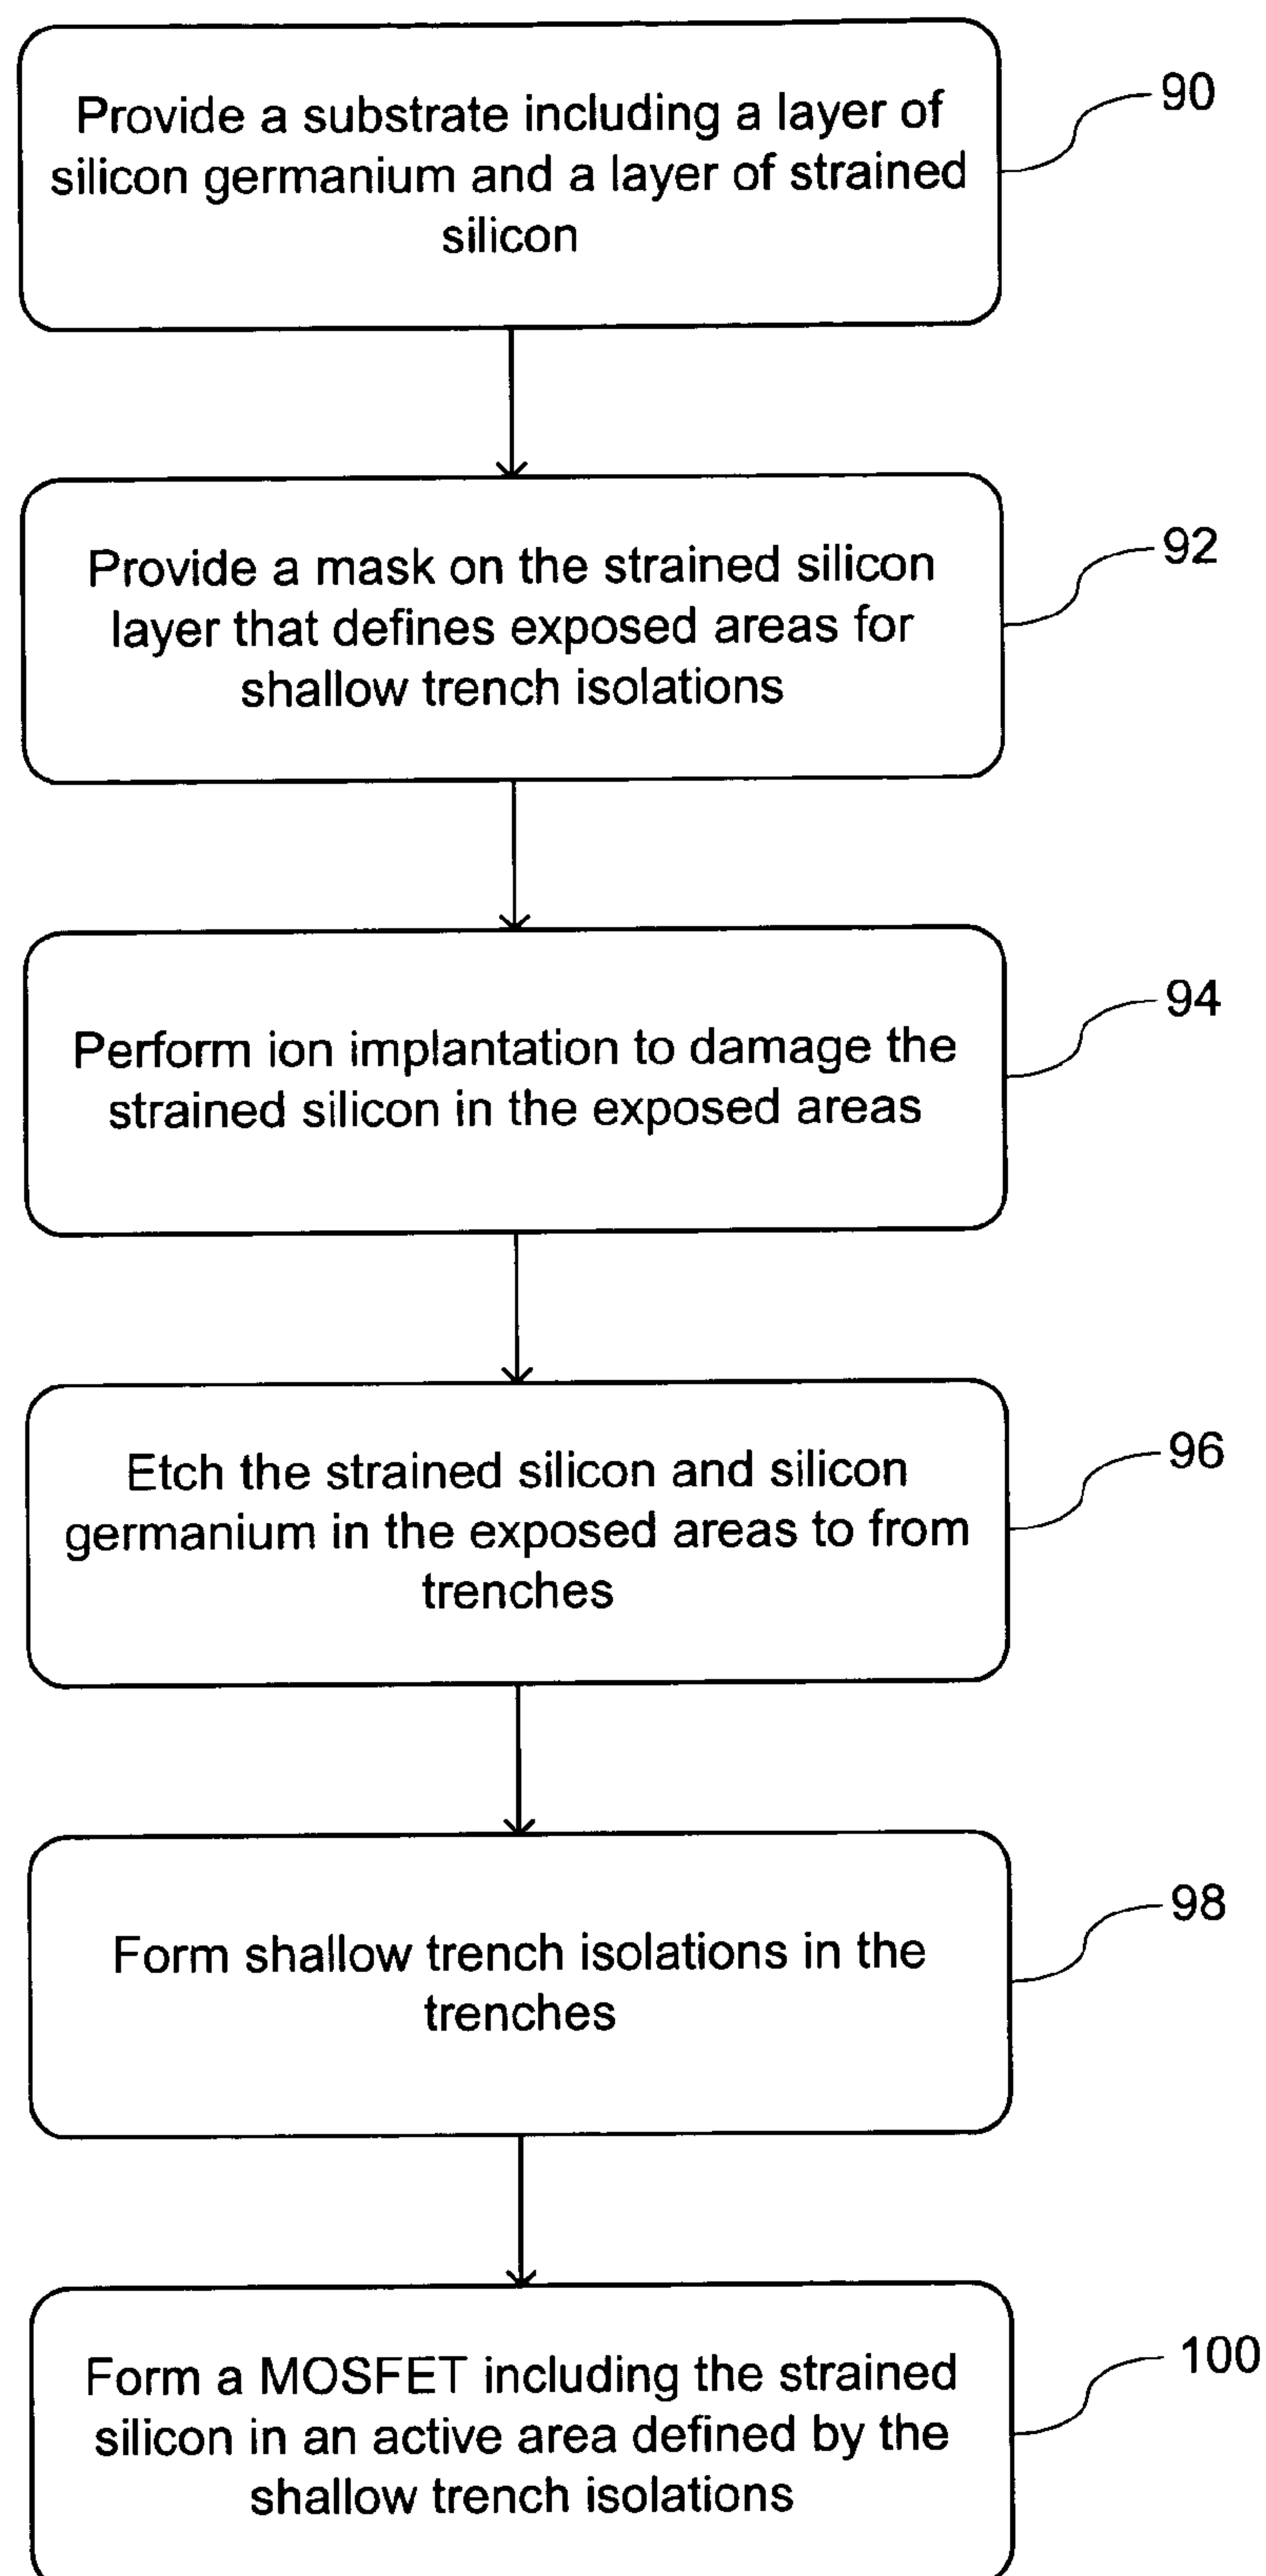 Provide a substrate including a layer of
silicon germanium and a layer of strained
silicon
90
Provide a mask on the strained silicon
layer that defines exposed areas for
shallow trench isolations
92
Perform ion implantation to damage the
strained silicon in the exposed areas
94
Etch the strained silicon and silicon
germanium in the exposed areas to from
trenches
96
Form shallow trench isolations in the
trenches
98
Form a MOSFET including the strained
silicon in an active area defined by the
shallow trench isolations
100